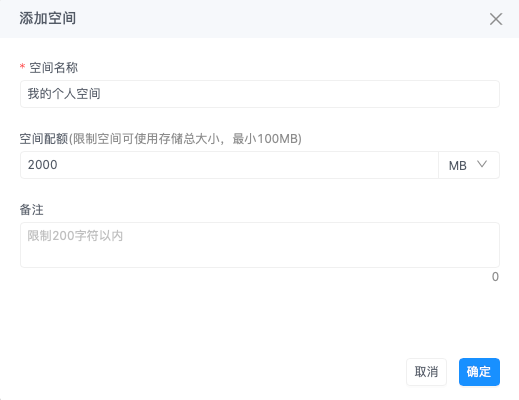 添加空间
* 空间名称
我的个人空间
空间配额(限制空间可使用存储总大小，最小100MB)
2000 MB
备注
限制200字符以内
0
取消 确定